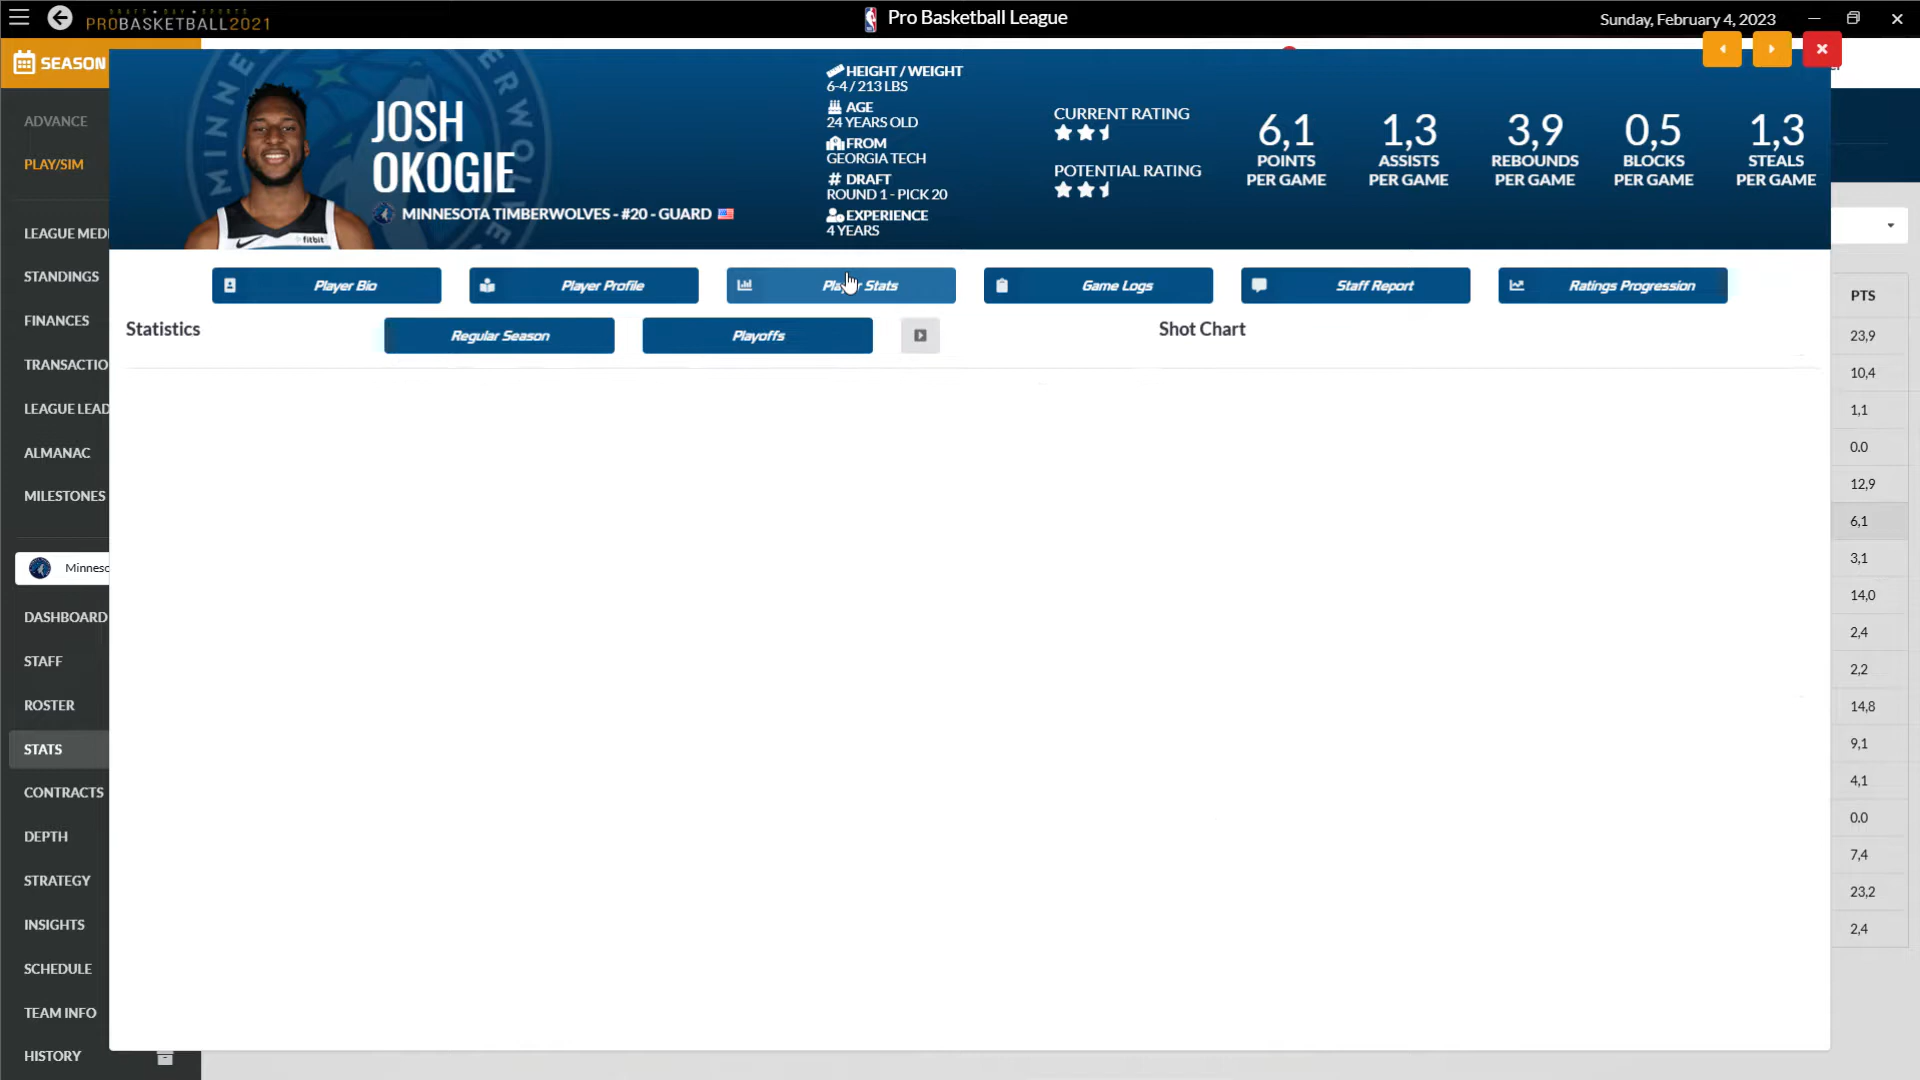 DRAFT DAY SPORTS
PROBASKETBALL2021
Pro Basketball League
Sunday, February 4, 2023
SEASON
ADVANCE
PLAY/SIM
LEAGUE MEDI
STANDINGS
FINANCES
TRANSACTIO
LEAGUE LEAD
ALMANAC
MILESTONES
Minneso
DASHBOARD
STAFF
ROSTER
STATS
CONTRACTS
DEPTH
STRATEGY
INSIGHTS
SCHEDULE
TEAM INFO
HISTORY
JOSH
OKOGIE
MINNESOTA TIMBERWOLVES - #20 - GUARD
fitbit
HEIGHT / WEIGHT
6-4 / 213 LBS
AGE
24 YEARS OLD
FROM
GEORGIA TECH
# DRAFT
ROUND 1 - PICK 20
EXPERIENCE
4 YEARS
CURRENT RATING
POTENTIAL RATING
6,1
POINTS
PER GAME
1,3
ASSISTS
PER GAME
3,9
REBOUNDS
PER GAME
0,5
BLOCKS
PER GAME
1,3
STEALS
PER GAME
Player Bio
Player Profile
Player Stats
Game Logs
Staff Report
Ratings Progression
Statistics
Regular Season
Playoffs
Shot Chart
PTS
23,9
10,4
1,1
0.0
12,9
6,1
3,1
14,0
2,4
2,2
14,8
9,1
4,1
0.0
7,4
23,2
2,4